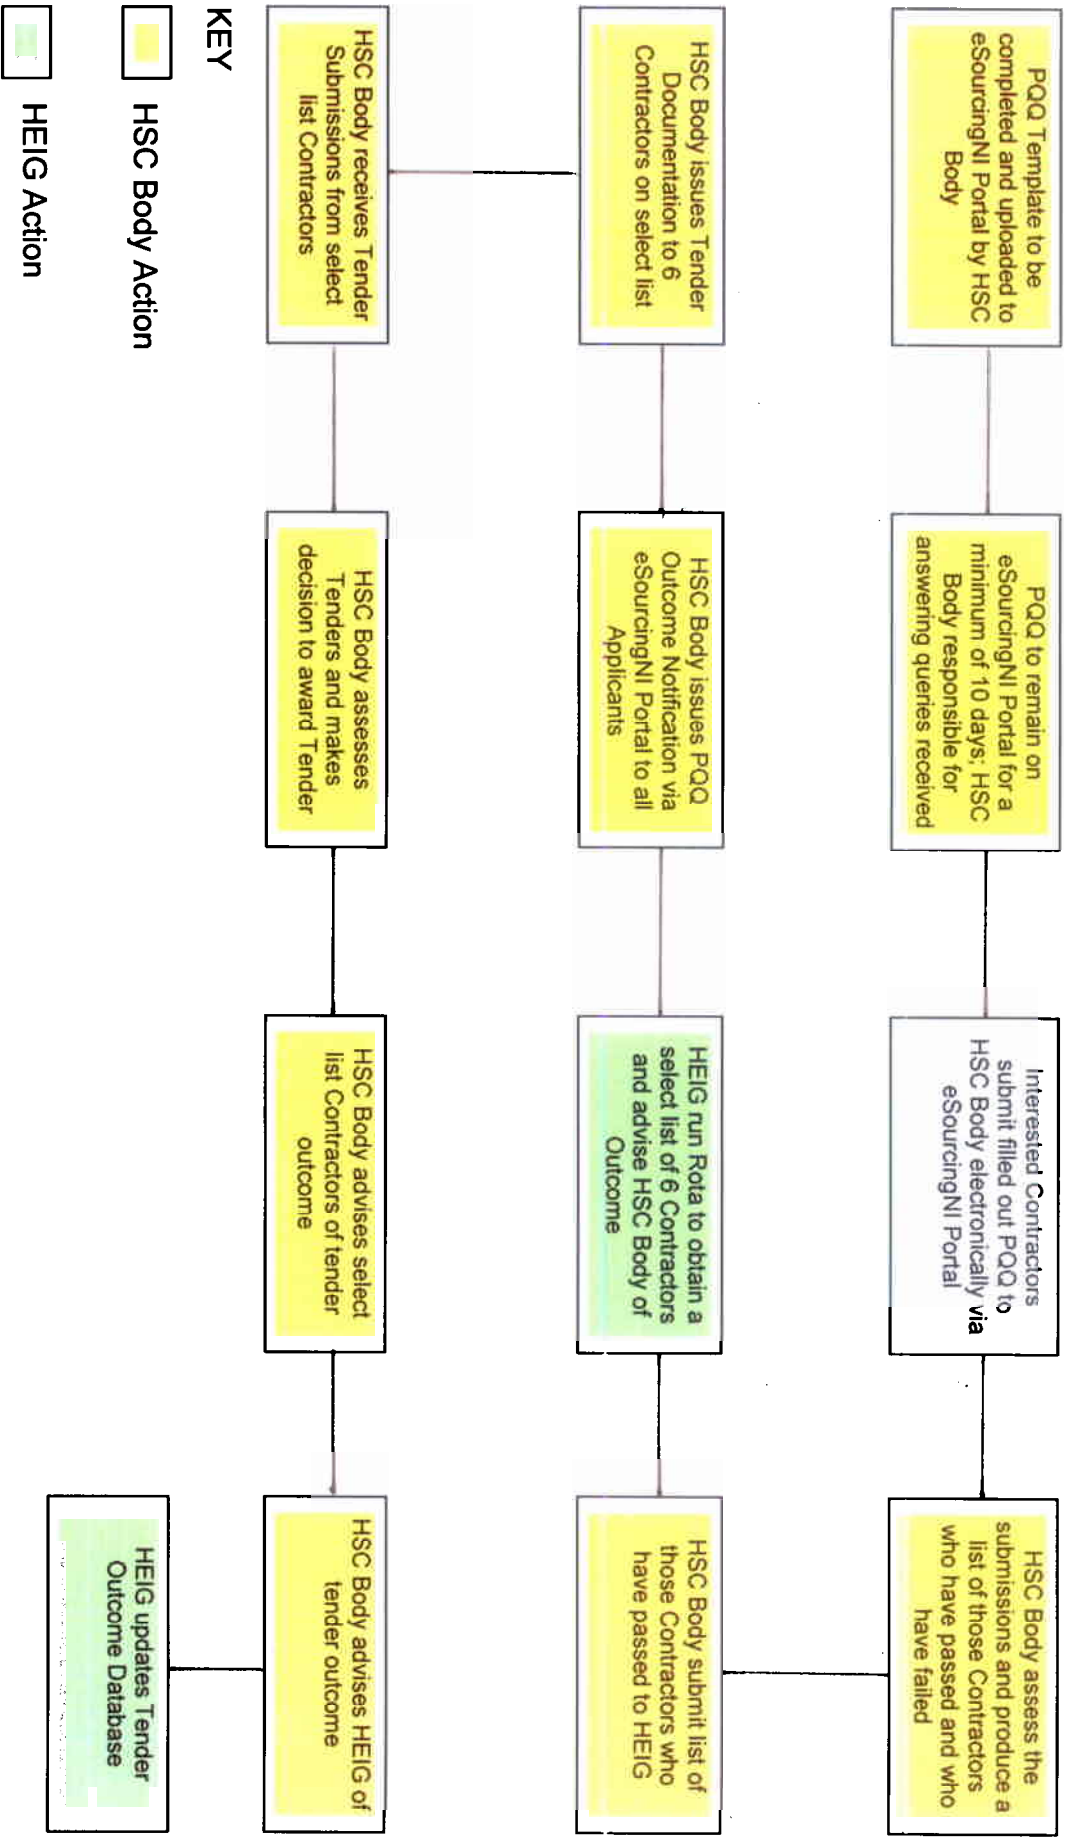 PQQ Template to be
completed and uploaded to
eSourcingNI Portal by HSC
Body
PQQ to remain on
eSourcingNI Portal for a
minimum of 10 days; HSC
Body responsible for
answering queries received
Interested Contractors
submit filled out PQQ to
HSC Body electronically via
eSourcingNI Portal
HSC Body assess the
submissions and produce a
list of those Contractors
who have passed and who
have failed
HSC Body submit list of
those Contractors who
have passed to HEIG
HEIG run Rota to obtain a
select list of 6 Contractors
and advise HSC Body of
Outcome
HSC Body issues PQQ
Outcome Notification via
eSourcingNI Portal to all
Applicants
HSC Body issues Tender
Documentation to 6
Contractors on select list
HSC Body receives Tender
Submissions from select
list Contractors
HSC Body assesses
Tenders and makes
decision to award Tender
HSC Body advises select
list Contractors of tender
outcome
HSC Body advises HEIG of
tender outcome
HEIG updates Tender
Outcome Database
KEY
HSC Body Action
HEIG Action